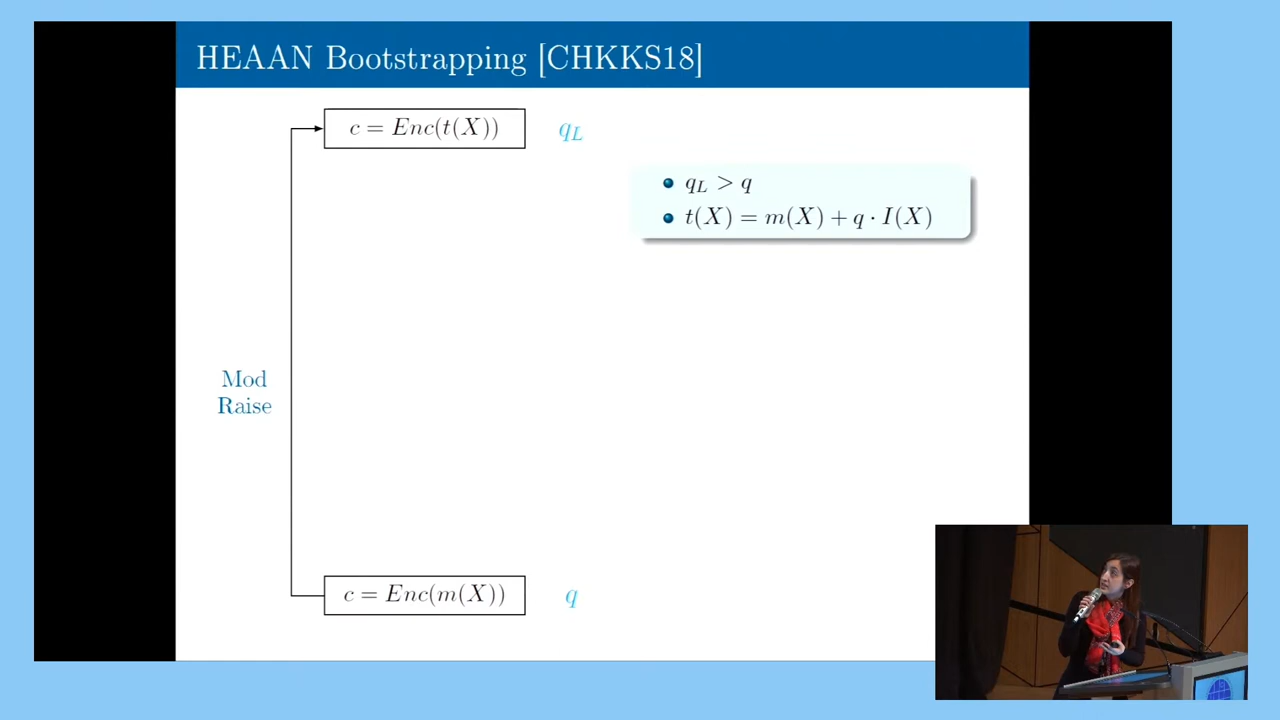 HEAAN Bootstrapping [CHKKS18]
c = Enc(t(X))
q_L
q_L > q
t(X) = m(X) + q · I(X)
Mod
Raise
c = Enc(m(X))
q